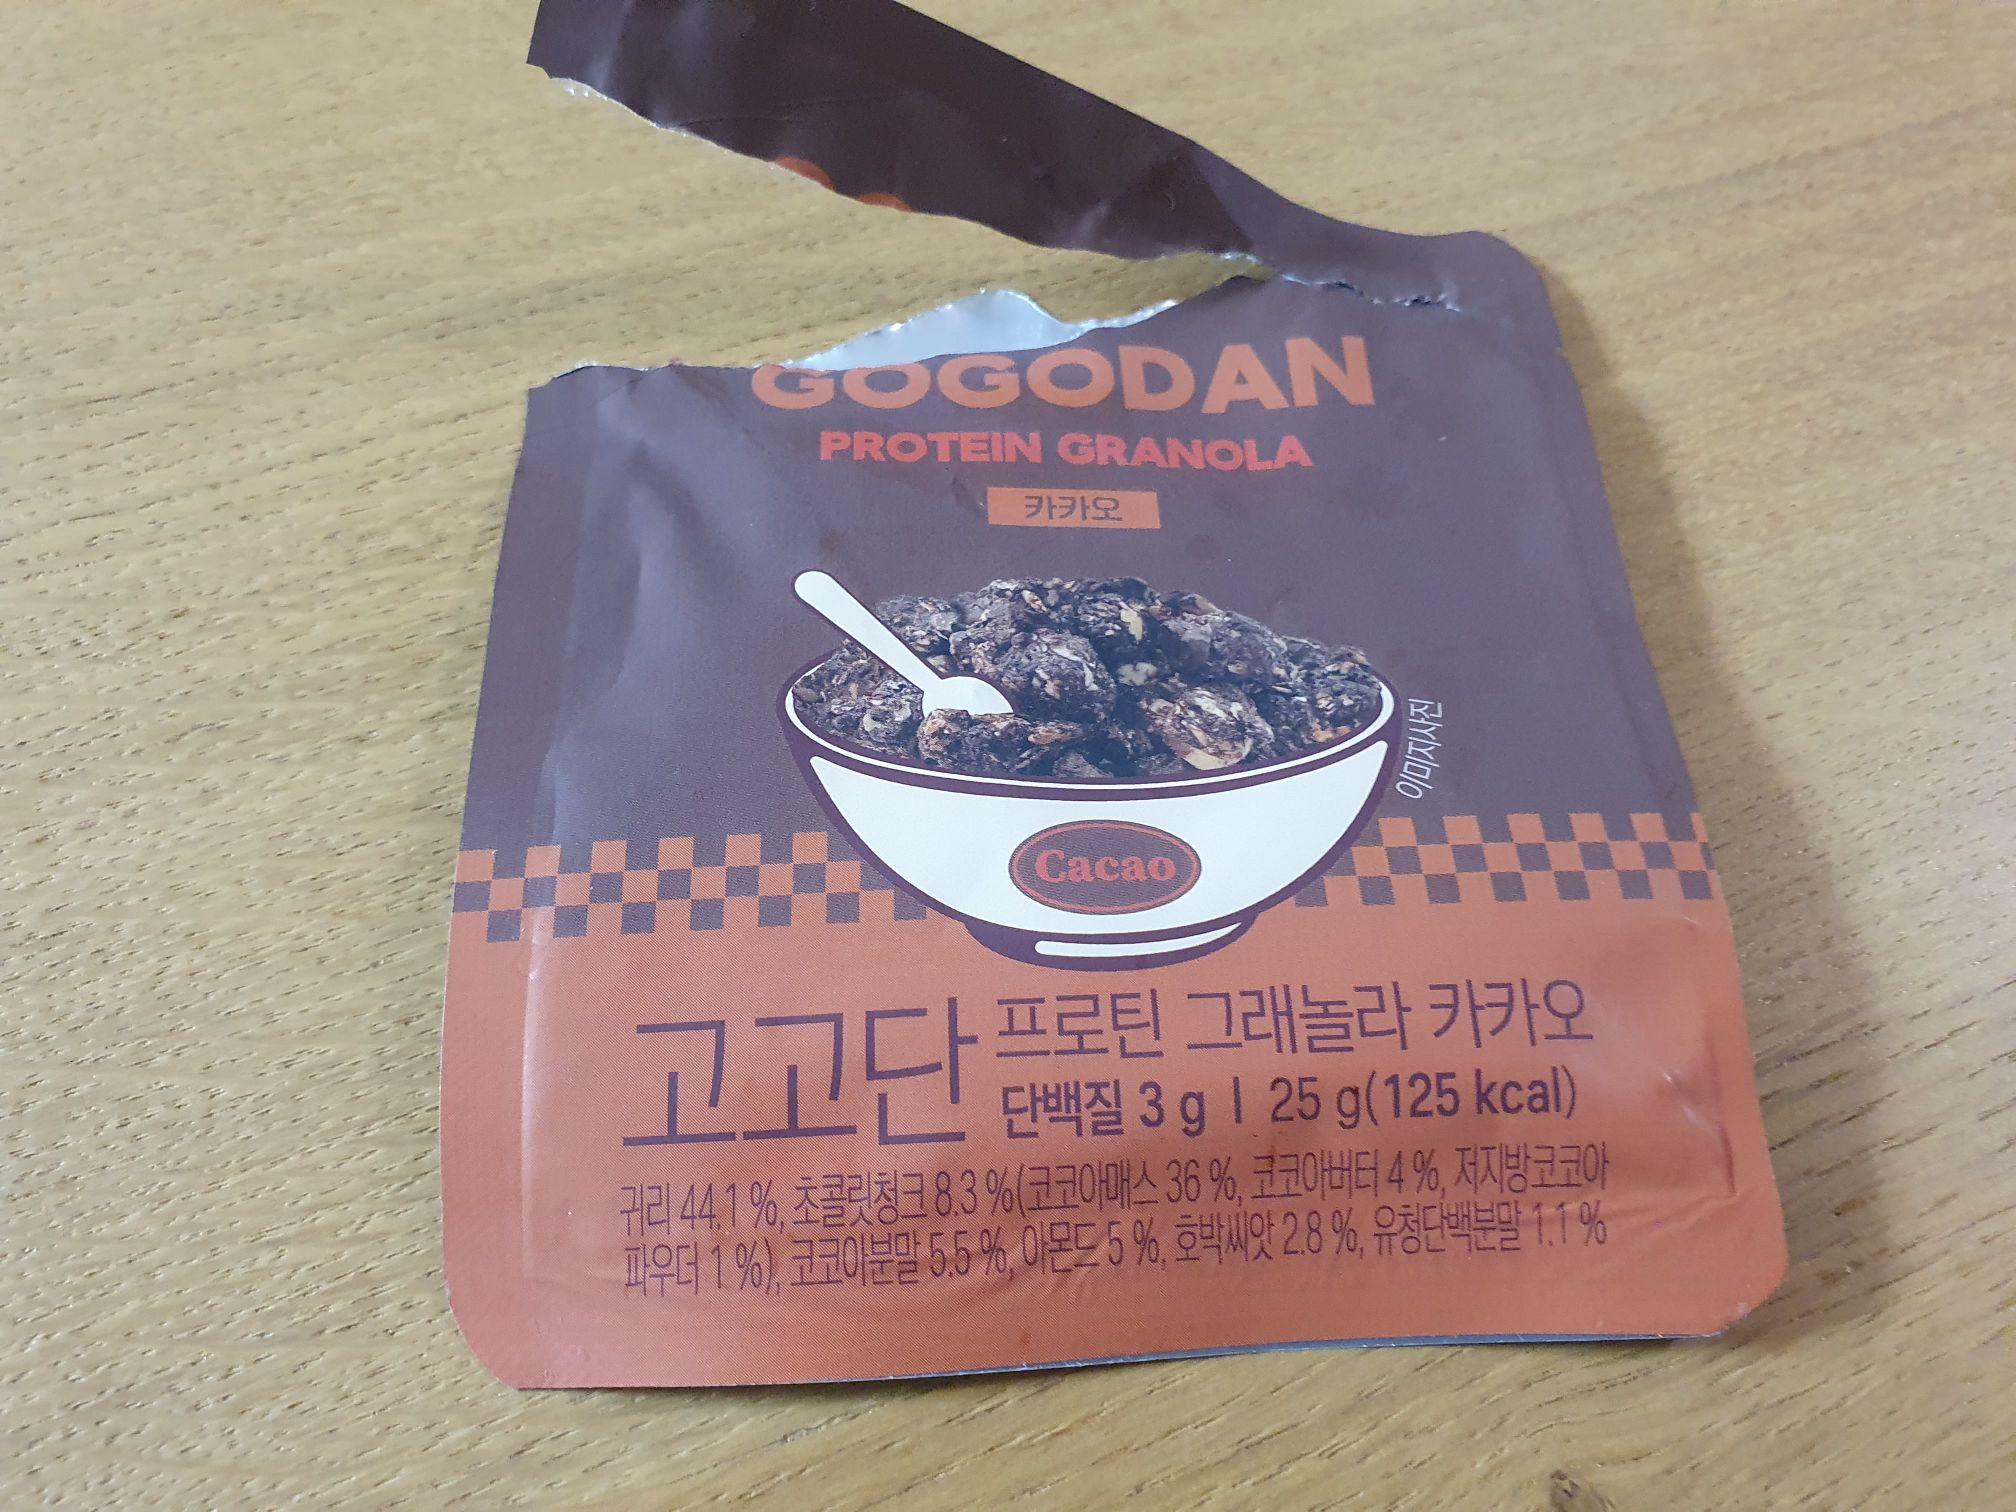 GOGODAN
PROTEIN GRANOLA
카카오
이미지사진
Cacao
고고단 프로틴 그래놀라 카카오
단백질 3 g | 25 g(125 kcal)
귀리 44.1 %, 초콜릿청크 8.3 %(코코아매스 36 %, 코코아버터 4 %, 저지방코코아
파우더 1 %), 코코아분말 5.5 %, 아몬드 5 %, 호박씨앗 2.8 %, 유청단백분말 1.1 %